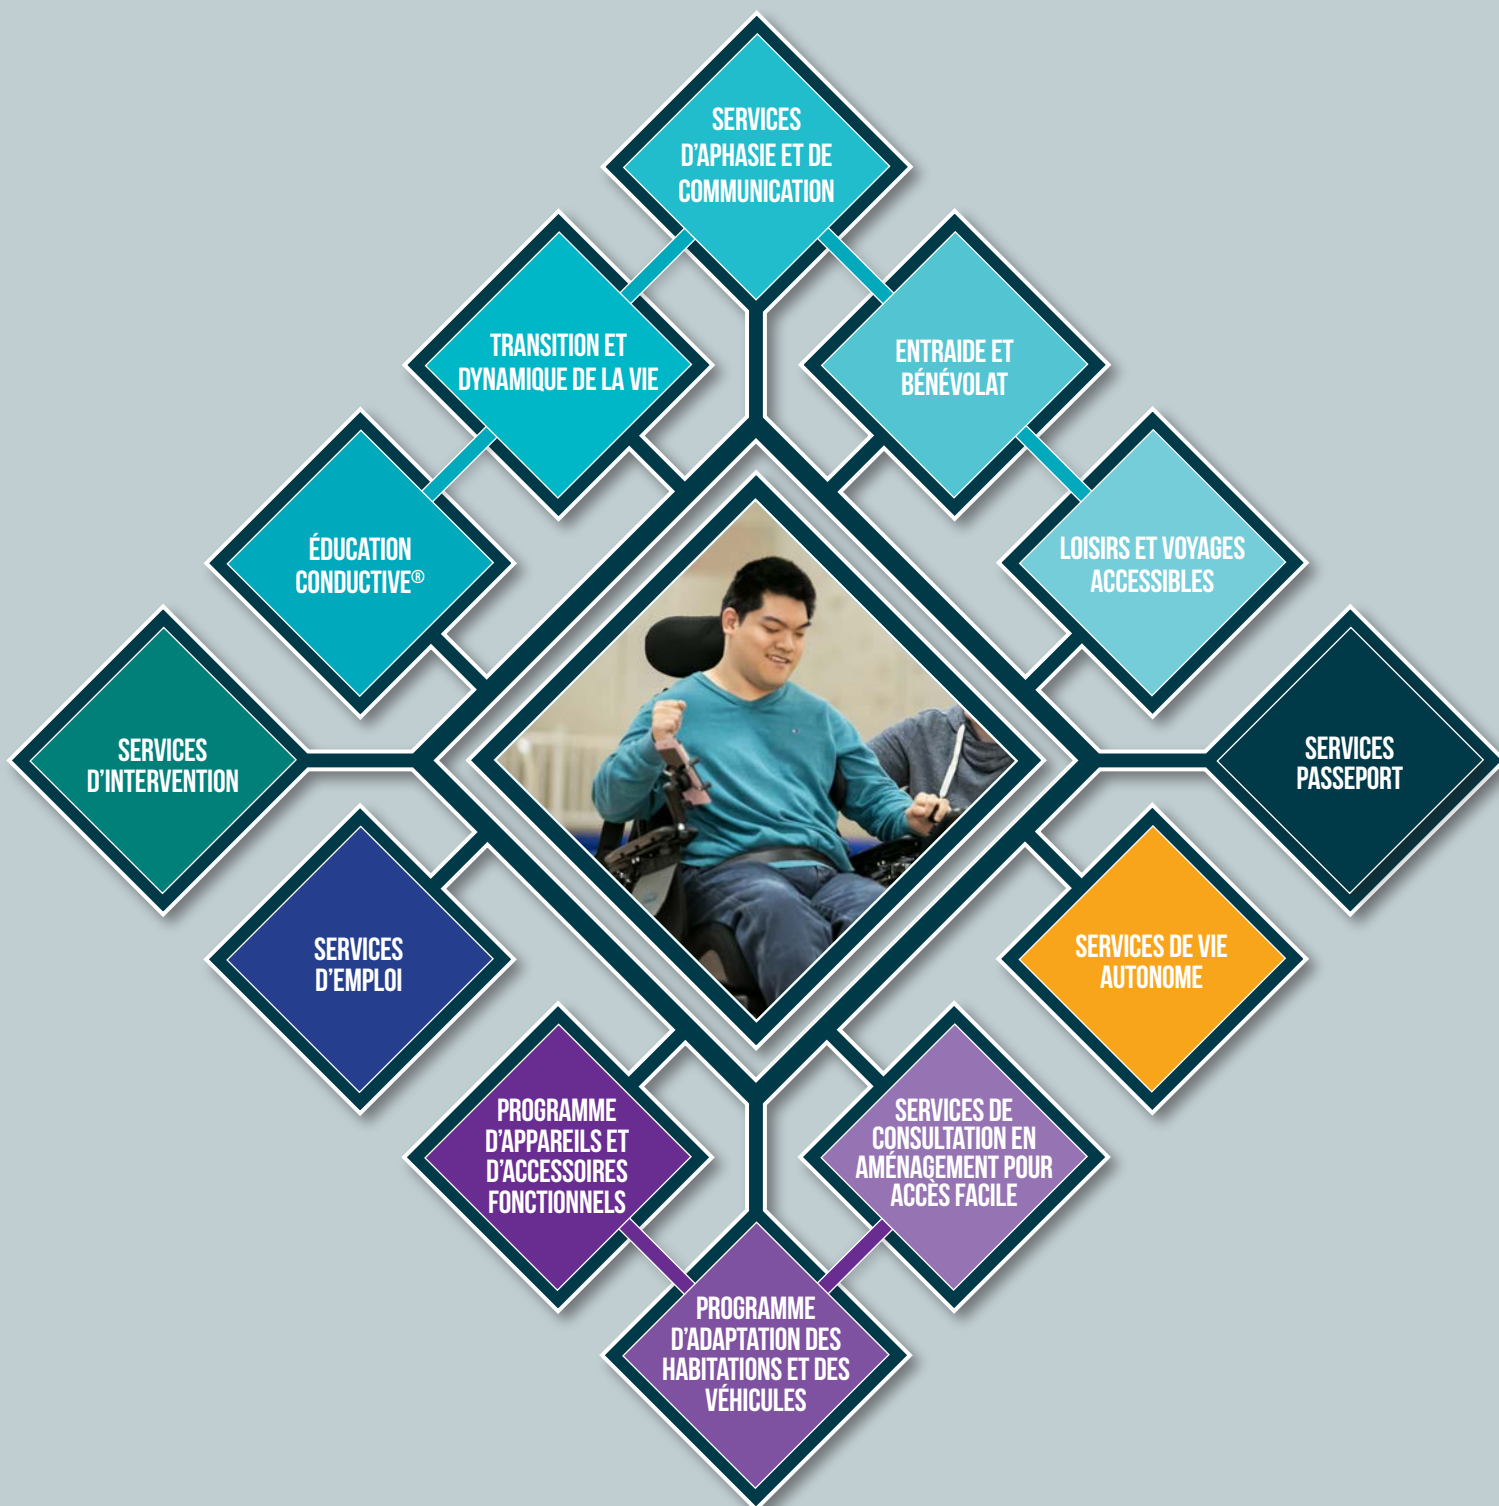 SERVICES
D'APHASIE ET DE
COMMUNICATION
TRANSITION ET
DYNAMIQUE DE LA VIE
ENTRAIDE ET
BÉNÉVOLAT
ÉDUCATION
CONDUCTIVE®
LOISIRS ET VOYAGES
ACCESSIBLES
SERVICES
D'INTERVENTION
SERVICES
PASSEPORT
SERVICES
D'EMPLOI
SERVICES DE VIE
AUTONOME
PROGRAMME
D'APPAREILS ET
D'ACCESSOIRES
FONCTIONNELS
SERVICES DE
CONSULTATION EN
AMÉNAGEMENT POUR
ACCÈS FACILE
PROGRAMME
D'ADAPTATION DES
HABITATIONS ET DES
VÉHICULES